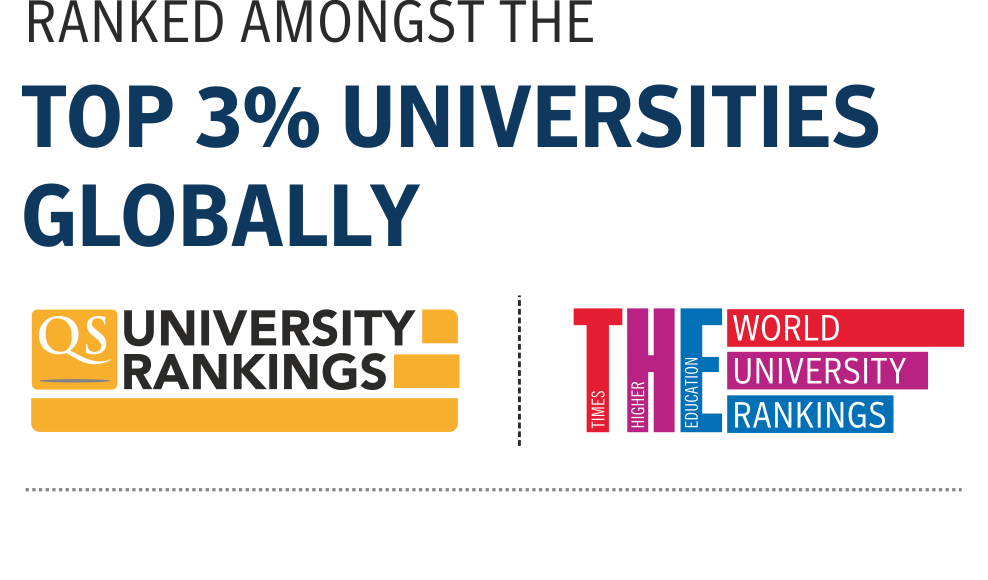 RANKED AMONGST THE
TOP 3% UNIVERSITIES
GLOBALLY
QS UNIVERSITY
RANKINGS
THE
TIMES
HIGHER
EDUCATION
WORLD
UNIVERSITY
RANKINGS